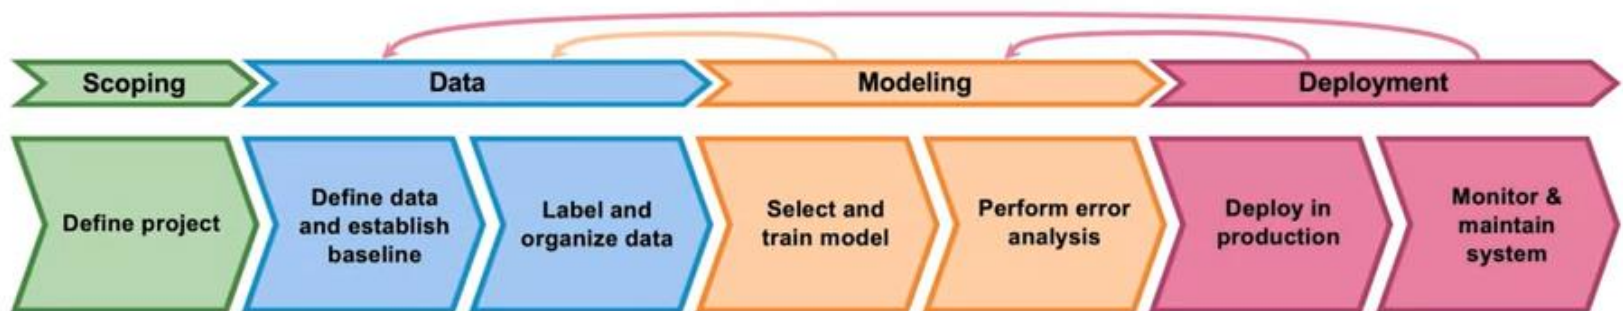 Scoping
Data
Modeling
Deployment
Define project
Define data
and establish
baseline
Label and
organize data
Select and
train model
Perform error
analysis
Deploy in
production
Monitor &
maintain
system